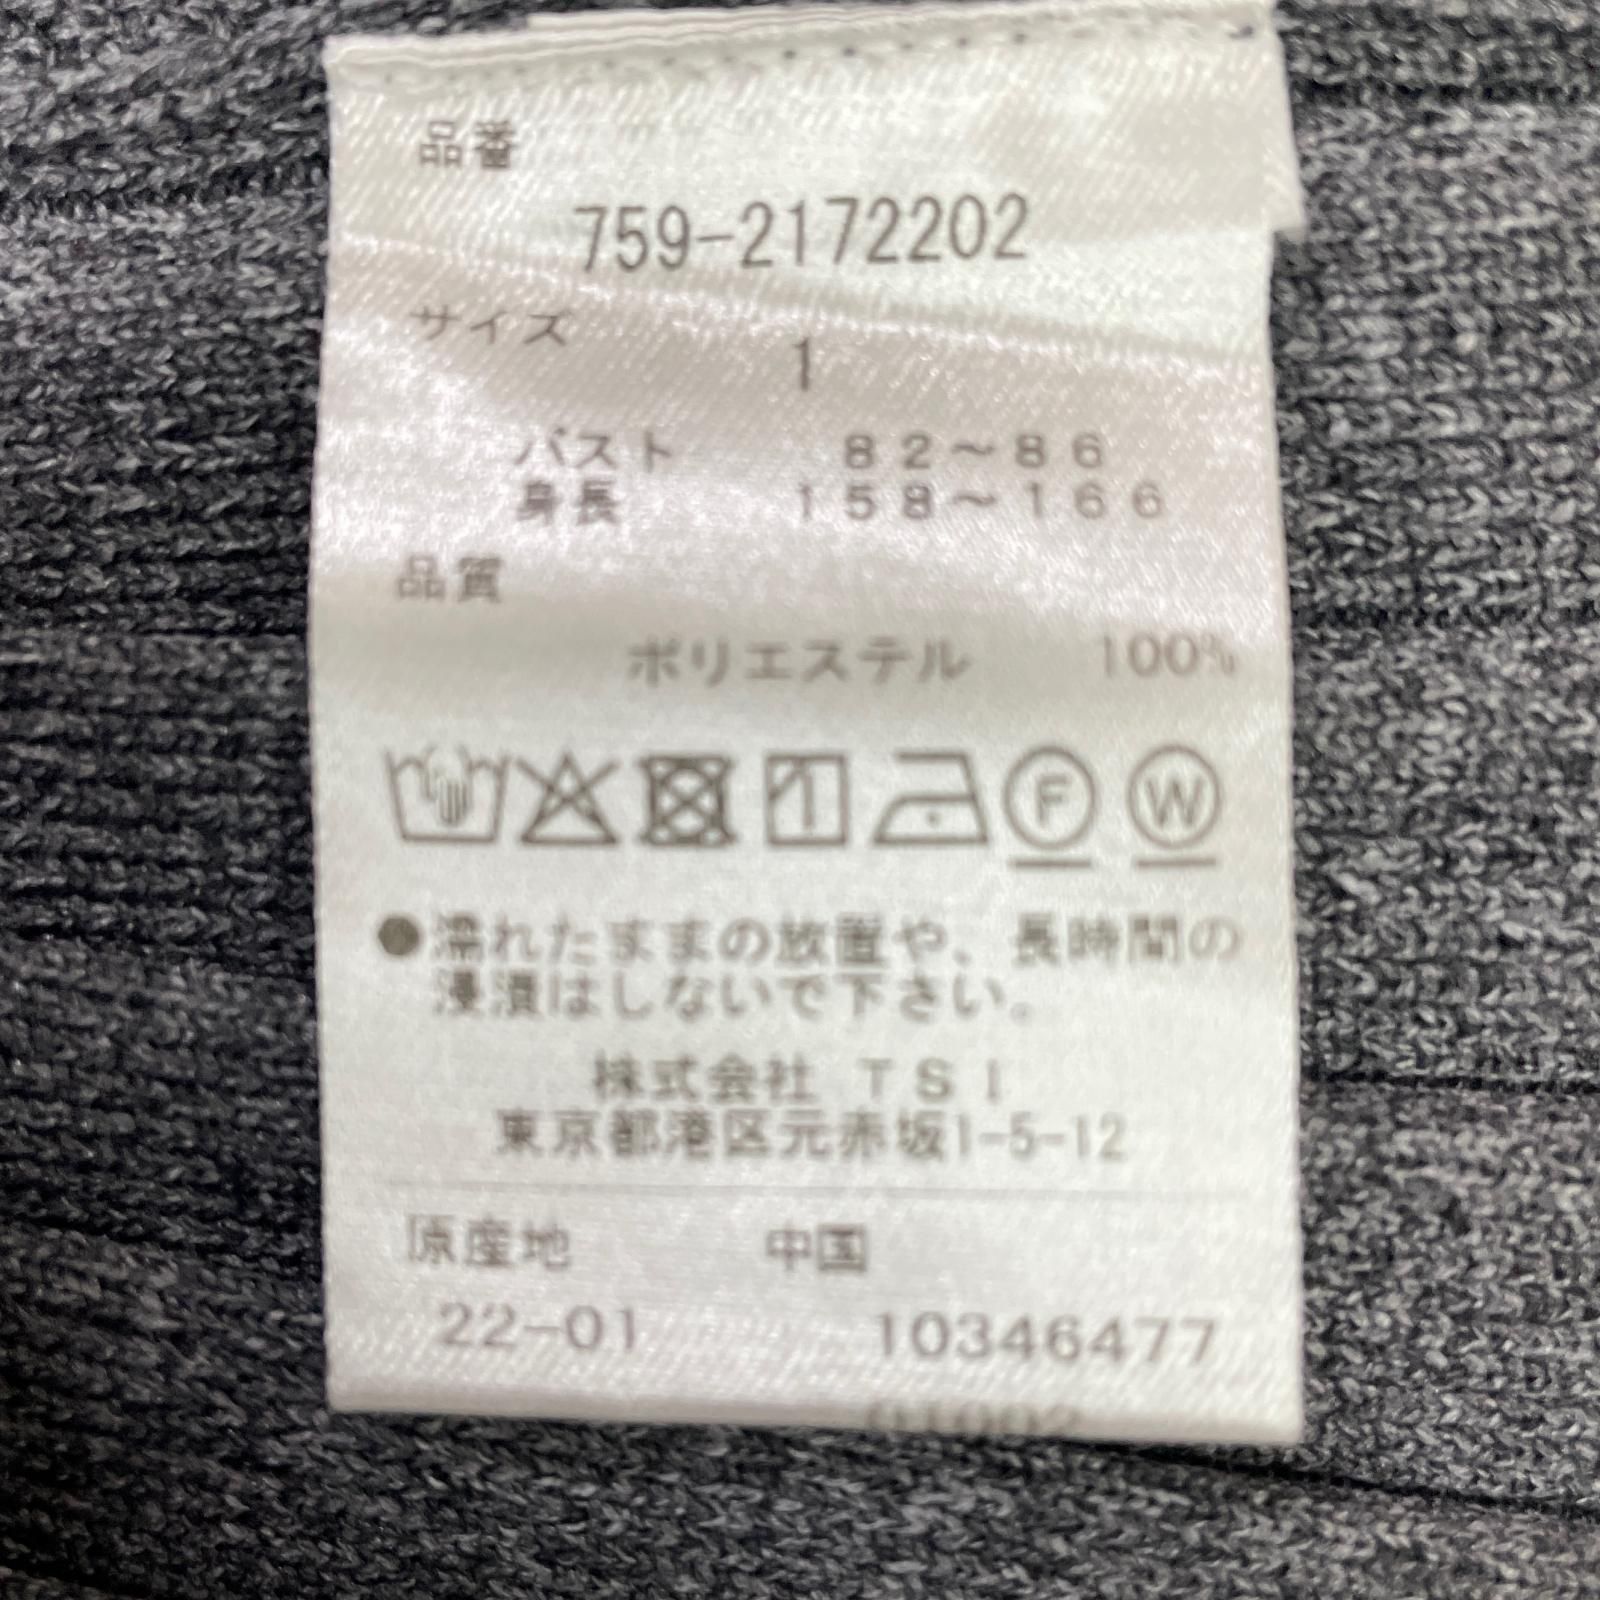 品番
759-2172202
サイズ 1
バスト 82～86
身長 158～166
品質
ポリエステル 100%
F W
●濡れたままの放置や、長時間の
浸漬はしないで下さい。
株式会社 TSI
東京都港区元赤坂1-5-12
原産地 中国
22-01 10346477